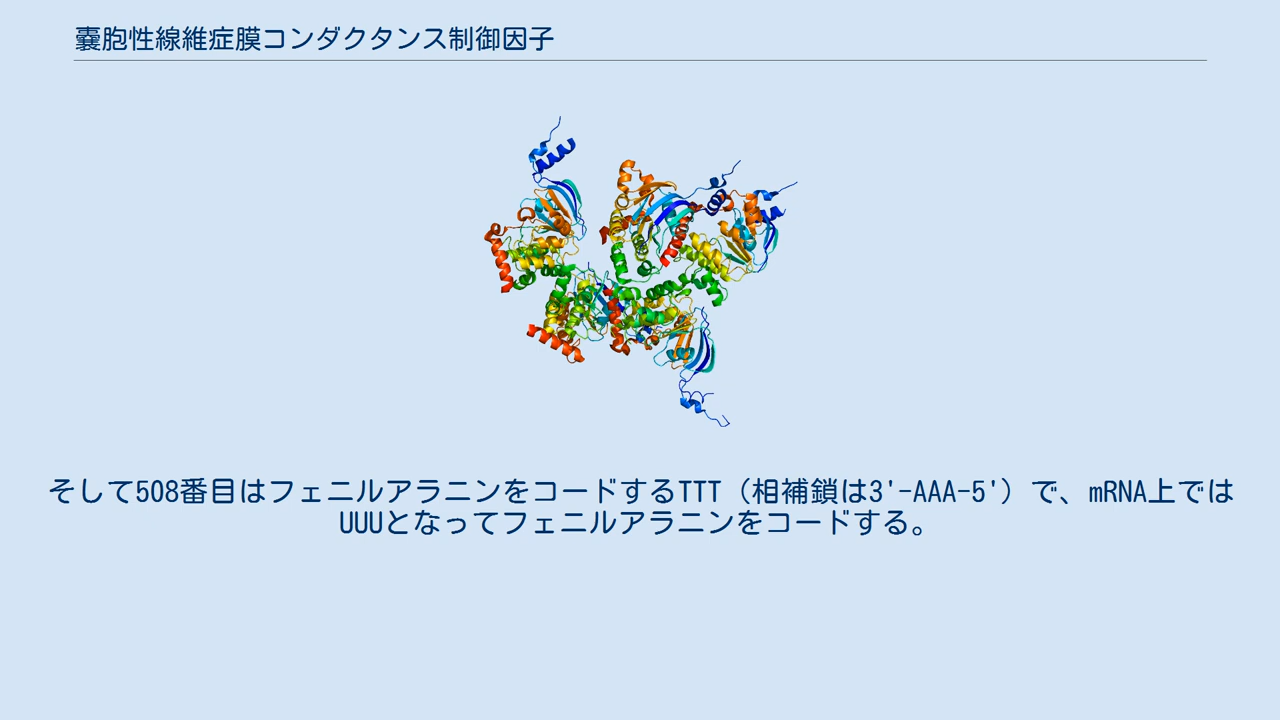 嚢胞性線維症膜コンダクタンス制御因子
そして508番目はフェニルアラニンをコードするTTT（相補鎖は3'-AAA-5'）で、mRNA上では
UUUとなってフェニルアラニンをコードする。